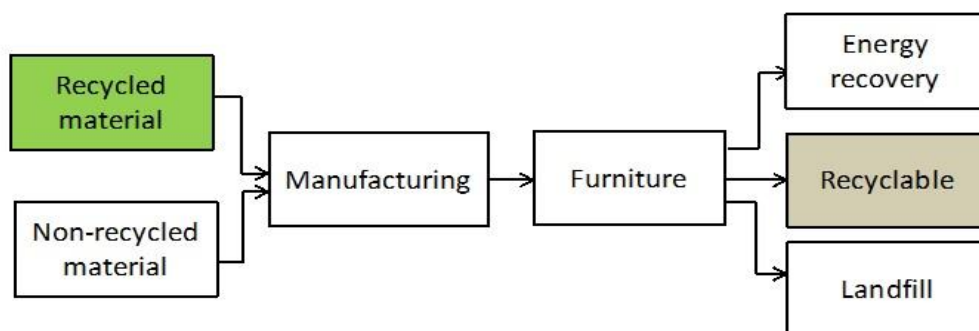 Recycled
material
Non-recycled
material
Manufacturing
Furniture
Energy
recovery
Recyclable
Landfill